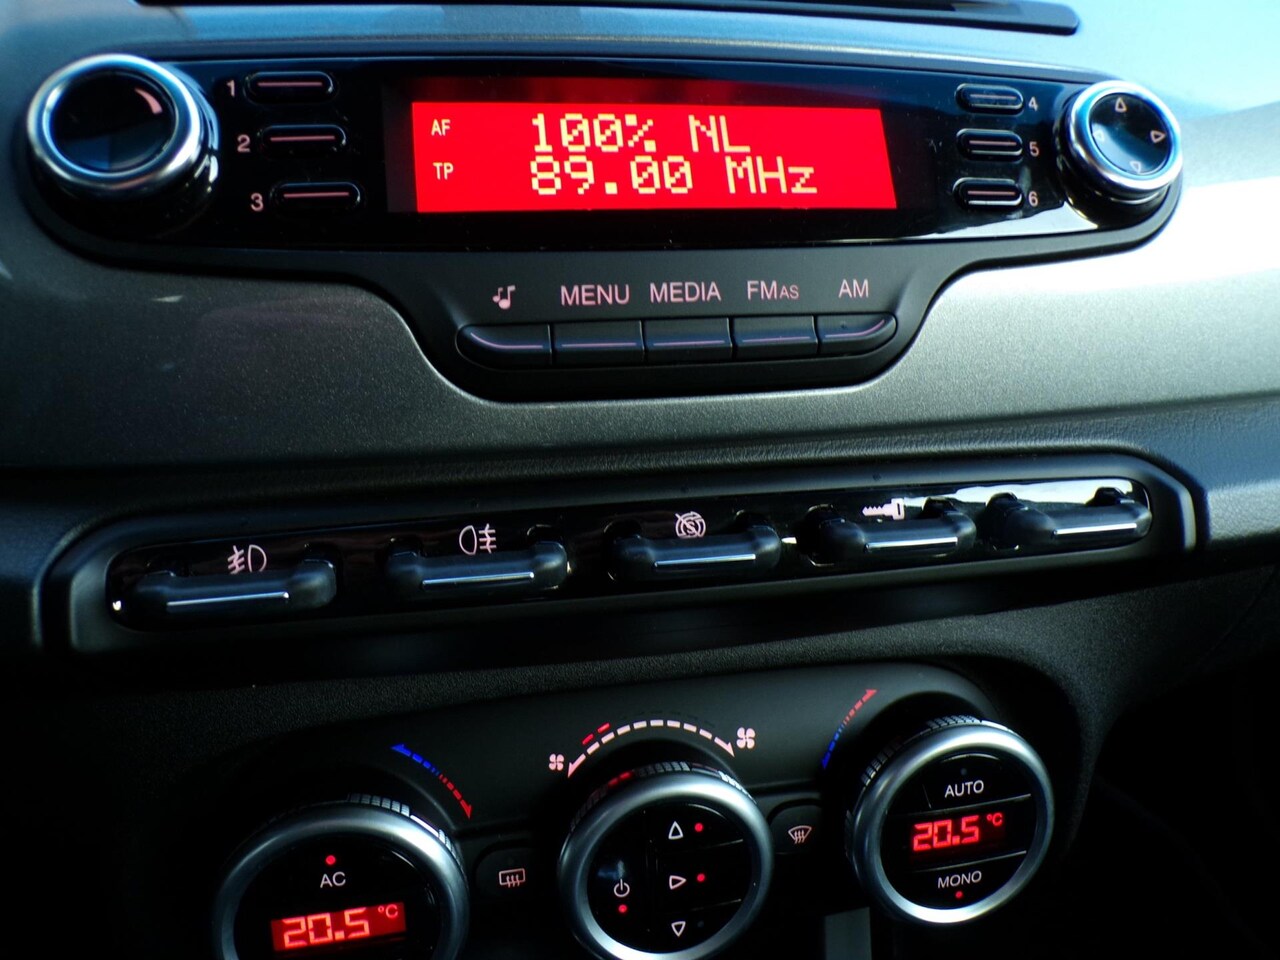 1
2
3
AF
100% NL
TP
89.00 MHz
4
5
6
MENU
MEDIA
FMAS
AM
AC
20.5 °C
AUTO
20.5 °C
MONO